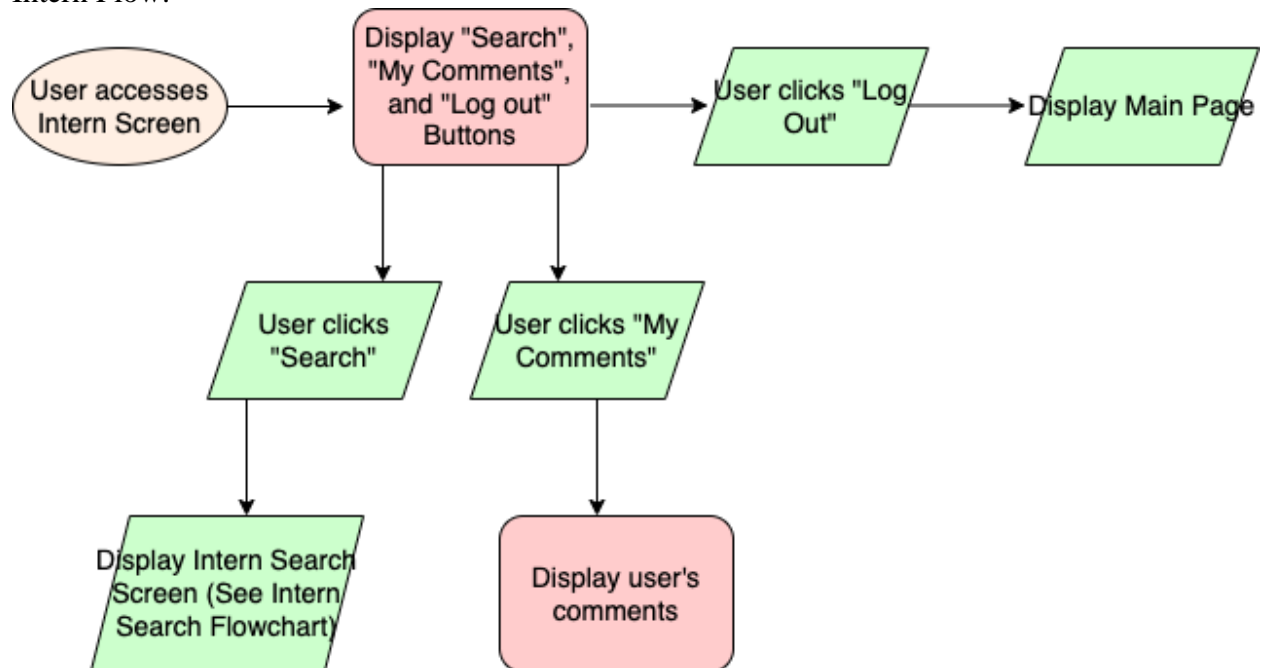 Intern Flow:
User accesses
Intern Screen
Display "Search",
"My Comments",
and "Log out"
Buttons
User clicks "Log
Out"
Display Main Page
User clicks
"Search"
User clicks "My
Comments"
Display Intern Search
Screen (See Intern
Search Flowchart)
Display user's
comments